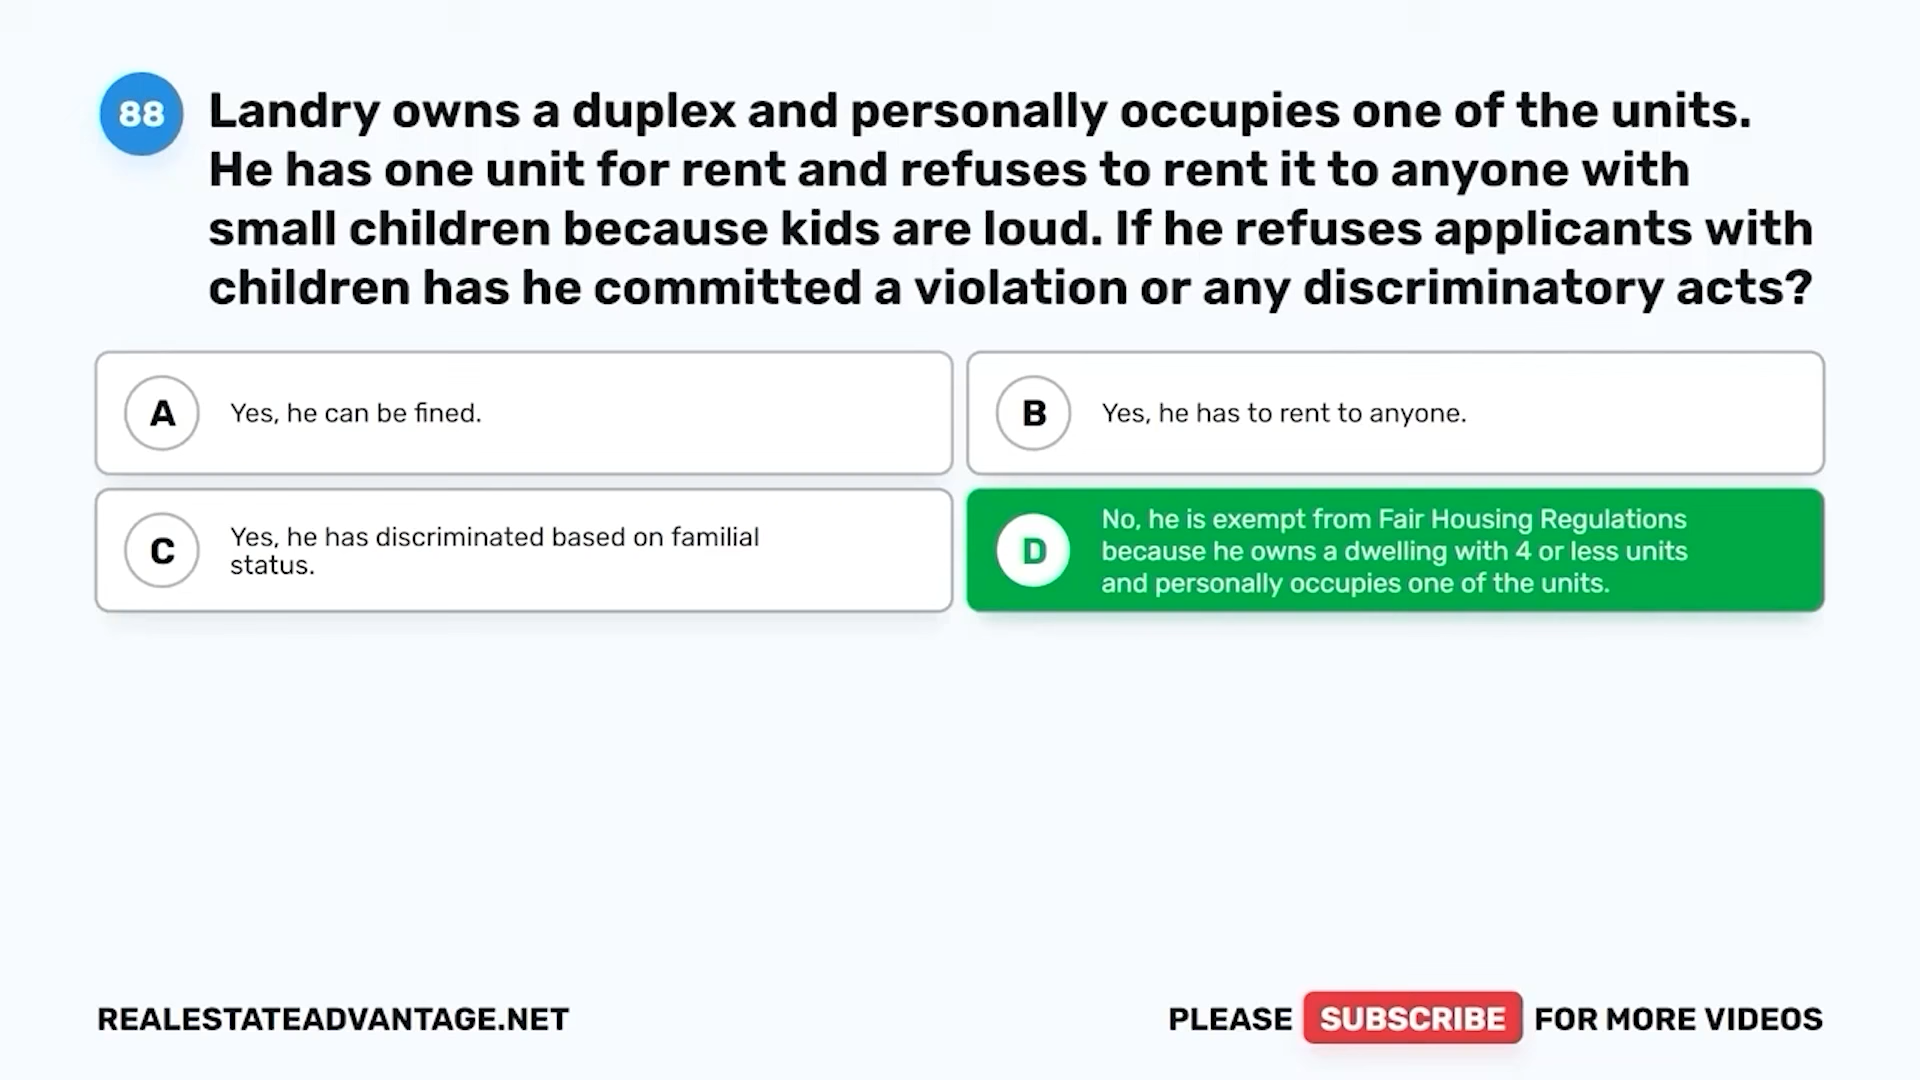 88
Landry owns a duplex and personally occupies one of the units.
He has one unit for rent and refuses to rent it to anyone with
small children because kids are loud. If he refuses applicants with
children has he committed a violation or any discriminatory acts?
A
Yes, he can be fined.
B
Yes, he has to rent to anyone.
C
Yes, he has discriminated based on familial
status.
D
No, he is exempt from Fair Housing Regulations
because he owns a dwelling with 4 or less units
and personally occupies one of the units.
REALESTATEADVANTAGE.NET
PLEASE SUBSCRIBE FOR MORE VIDEOS